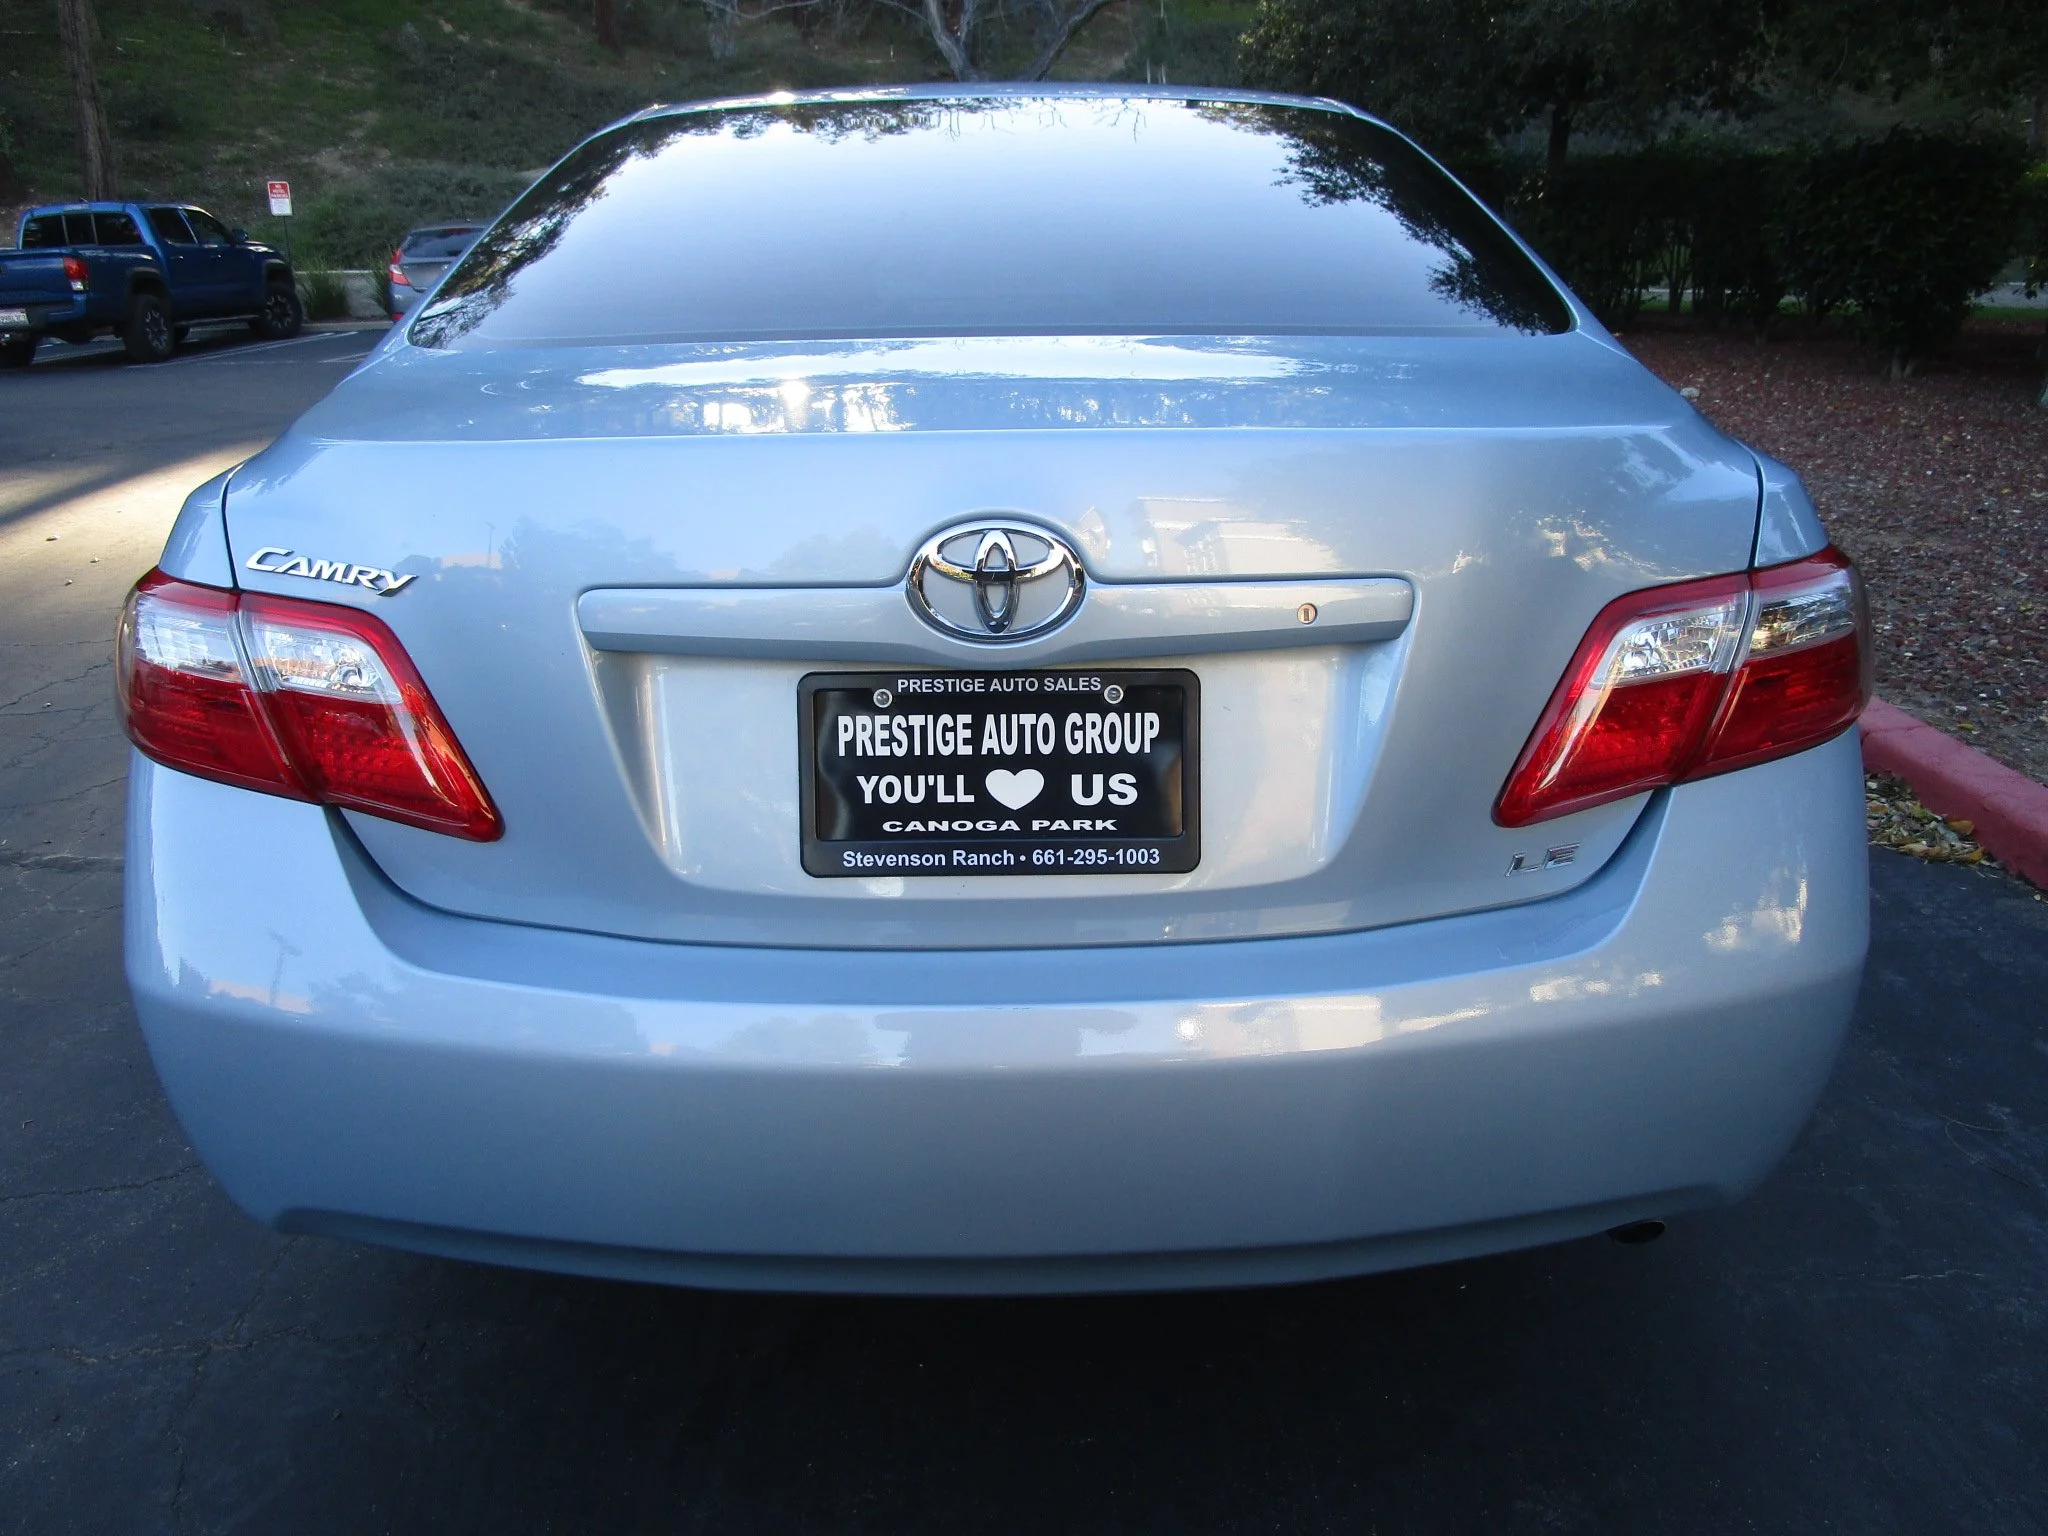 CAMRY
PRESTIGE AUTO SALES
PRESTIGE AUTO GROUP
YOU'LL ♥ US
CANOGA PARK
Stevenson Ranch • 661-295-1003
LE